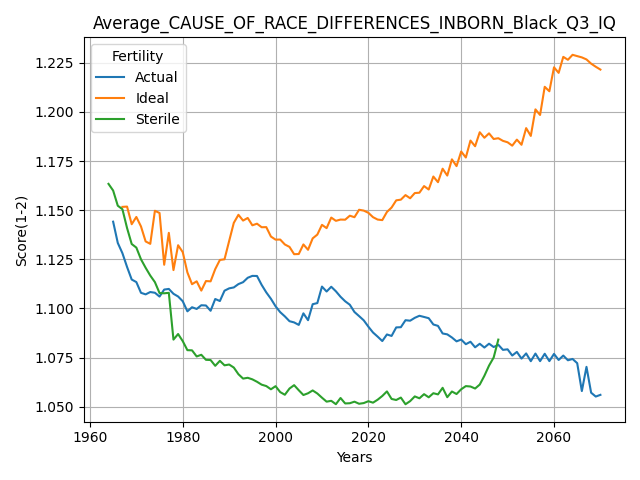 Average_CAUSE_OF_RACE_DIFFERENCES_INBORN_Black_Q3_IQ
Fertility
Actual
Ideal
Sterile
1.225
1.200
1.175
1.150
1.125
1.100
1.075
1.050
Score(1-2)
1960
1980
2000
2020
2040
2060
Years